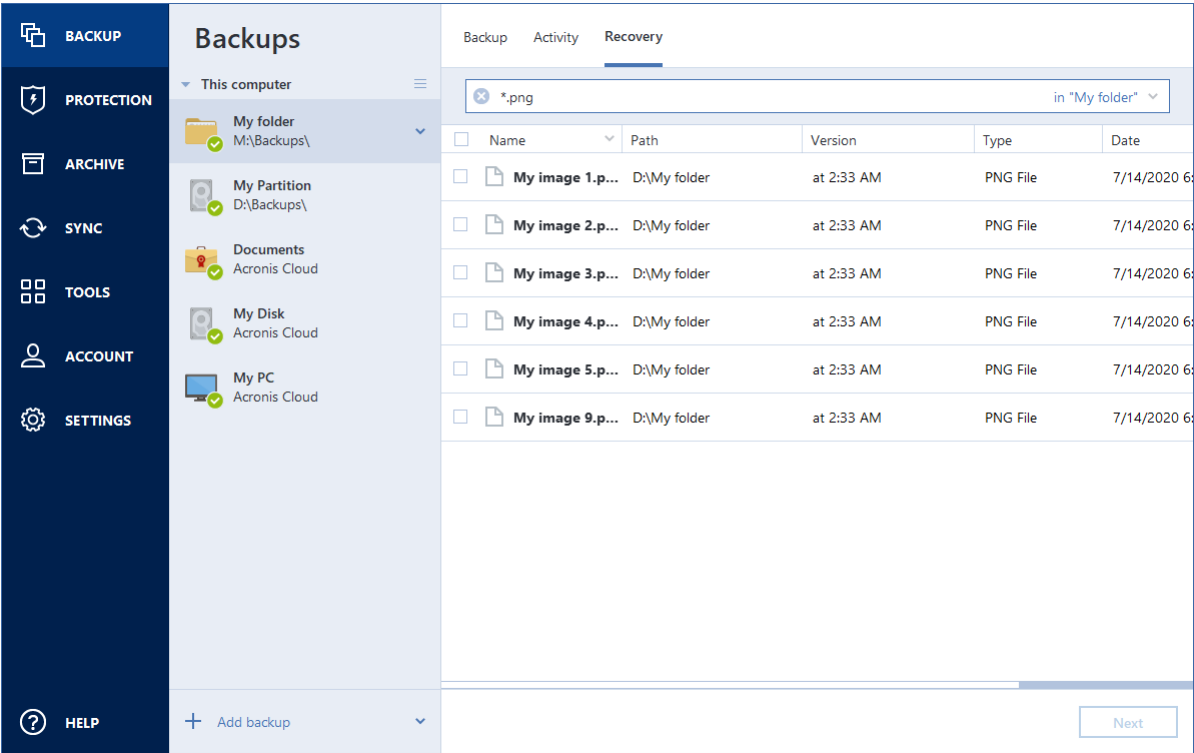 BACKUP
PROTECTION
ARCHIVE
SYNC
TOOLS
ACCOUNT
SETTINGS
HELP
Backups
This computer
My folder
M:\Backups\
My Partition
D:\Backups\
Documents
Acronis Cloud
My Disk
Acronis Cloud
My PC
Acronis Cloud
Add backup
Backup Activity Recovery
*.png in "My folder"
Name Path Version Type Date
My image 1.p... D:\My folder at 2:33 AM PNG File 7/14/2020 6:
My image 2.p... D:\My folder at 2:33 AM PNG File 7/14/2020 6:
My image 3.p... D:\My folder at 2:33 AM PNG File 7/14/2020 6:
My image 4.p... D:\My folder at 2:33 AM PNG File 7/14/2020 6:
My image 5.p... D:\My folder at 2:33 AM PNG File 7/14/2020 6:
My image 9.p... D:\My folder at 2:33 AM PNG File 7/14/2020 6:
Next